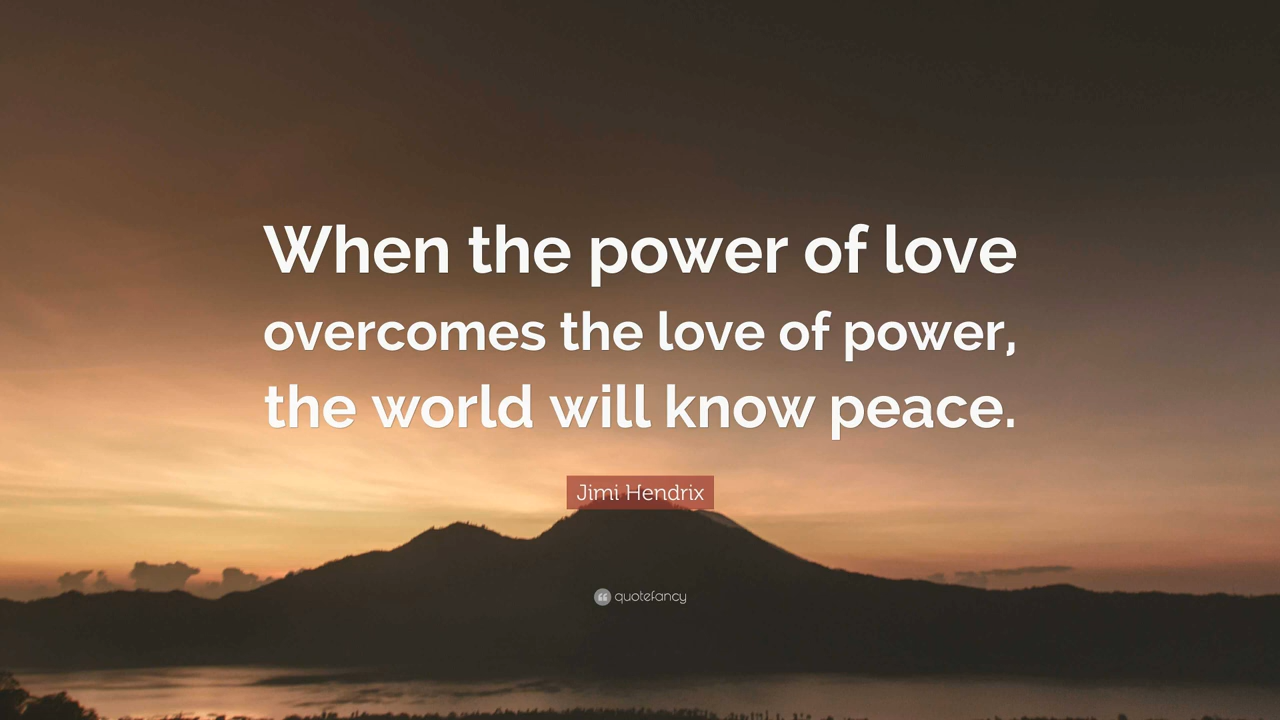 When the power of love
overcomes the love of power,
the world will know peace.
Jimi Hendrix
quotefancy